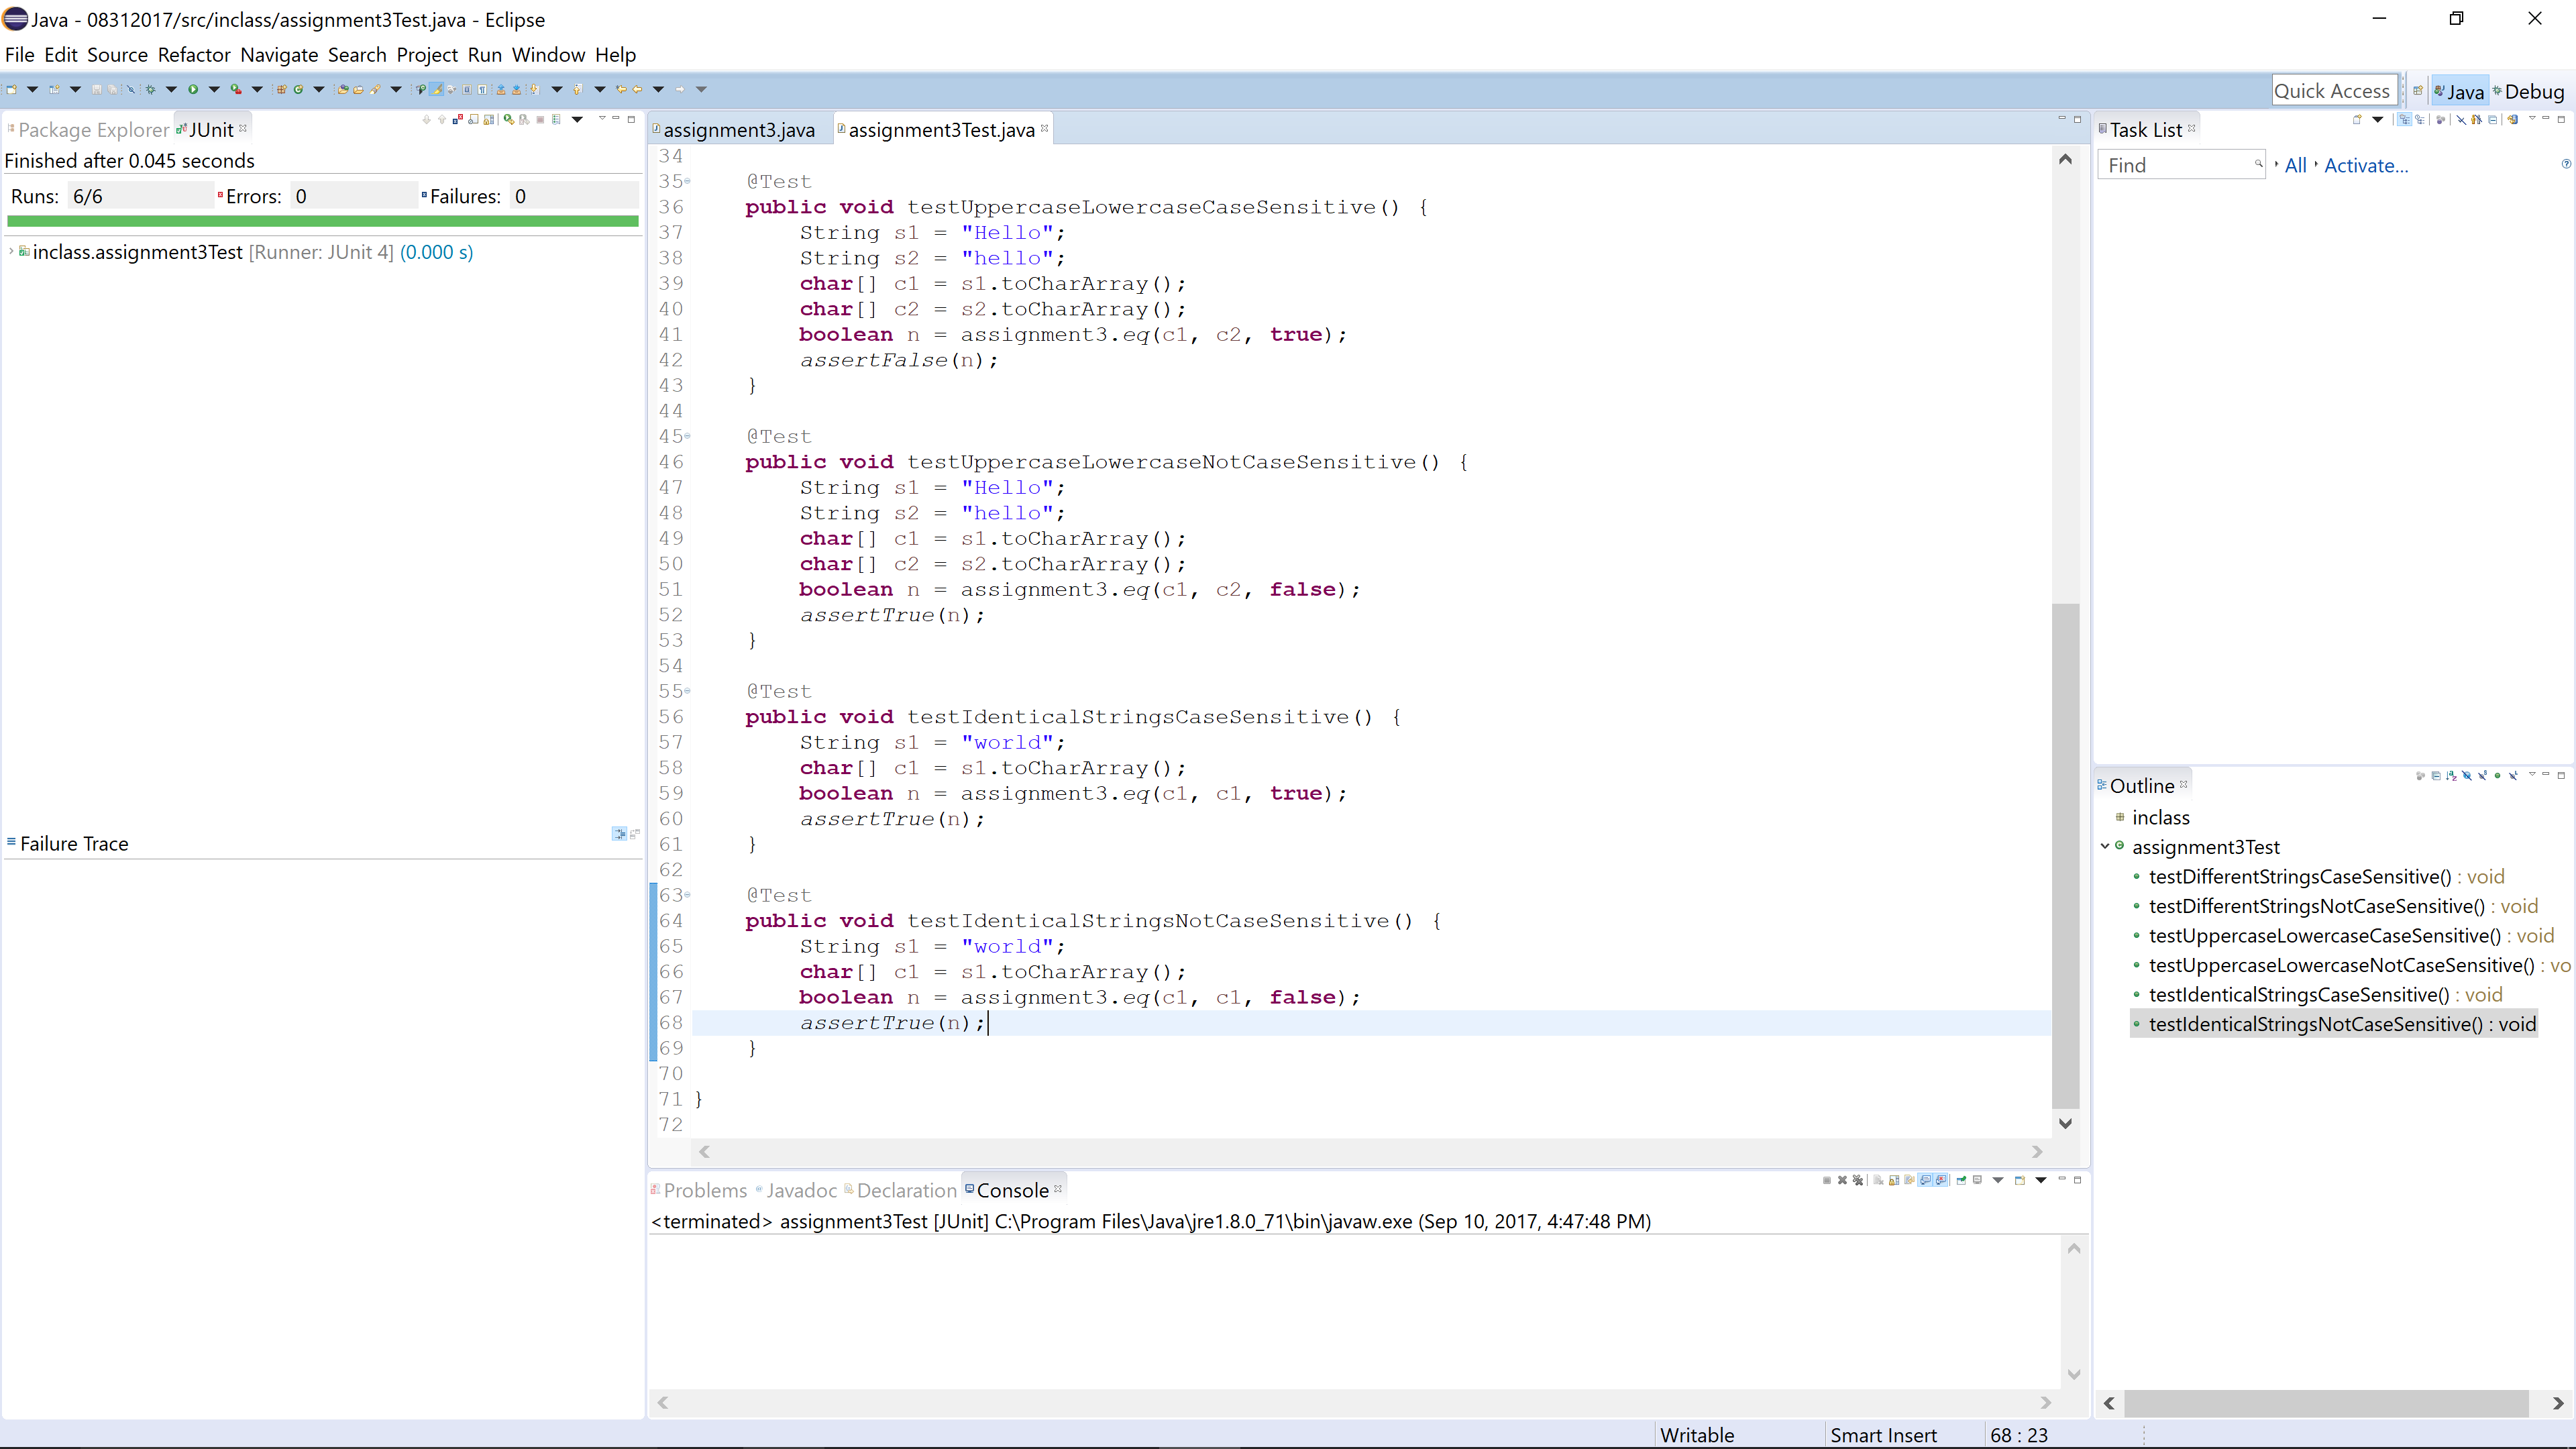 Java - 08312017/src/inclass/assignment3Test.java - Eclipse
File Edit Source Refactor Navigate Search Project Run Window Help
Quick Access Java Debug
Package Explorer JUnit
Finished after 0.045 seconds
Runs: 6/6 Errors: 0 Failures: 0
inclass.assignment3Test [Runner: JUnit 4] (0.000 s)
Failure Trace
assignment3.java assignment3Test.java
34
35 @Test
36 public void testUppercaseLowercaseCaseSensitive() {
37 String s1 = "Hello";
38 String s2 = "hello";
39 char[] c1 = s1.toCharArray();
40 char[] c2 = s2.toCharArray();
41 boolean n = assignment3.eq(c1, c2, true);
42 assertFalse(n);
43 }
44
45 @Test
46 public void testUppercaseLowercaseNotCaseSensitive() {
47 String s1 = "Hello";
48 String s2 = "hello";
49 char[] c1 = s1.toCharArray();
50 char[] c2 = s2.toCharArray();
51 boolean n = assignment3.eq(c1, c2, false);
52 assertTrue(n);
53 }
54
55 @Test
56 public void testIdenticalStringsCaseSensitive() {
57 String s1 = "world";
58 char[] c1 = s1.toCharArray();
59 boolean n = assignment3.eq(c1, c1, true);
60 assertTrue(n);
61 }
62
63 @Test
64 public void testIdenticalStringsNotCaseSensitive() {
65 String s1 = "world";
66 char[] c1 = s1.toCharArray();
67 boolean n = assignment3.eq(c1, c1, false);
68 assertTrue(n);
69 }
70
71 }
72
Problems Javadoc Declaration Console
<terminated> assignment3Test [JUnit] C:\Program Files\Java\jre1.8.0_71\bin\javaw.exe (Sep 10, 2017, 4:47:48 PM)
Task List
Find All Activate...
Outline
inclass
assignment3Test
testDifferentStringsCaseSensitive() : void
testDifferentStringsNotCaseSensitive() : void
testUppercaseLowercaseCaseSensitive() : void
testUppercaseLowercaseNotCaseSensitive() : vo
testIdenticalStringsCaseSensitive() : void
testIdenticalStringsNotCaseSensitive() : void
Writable Smart Insert 68 : 23